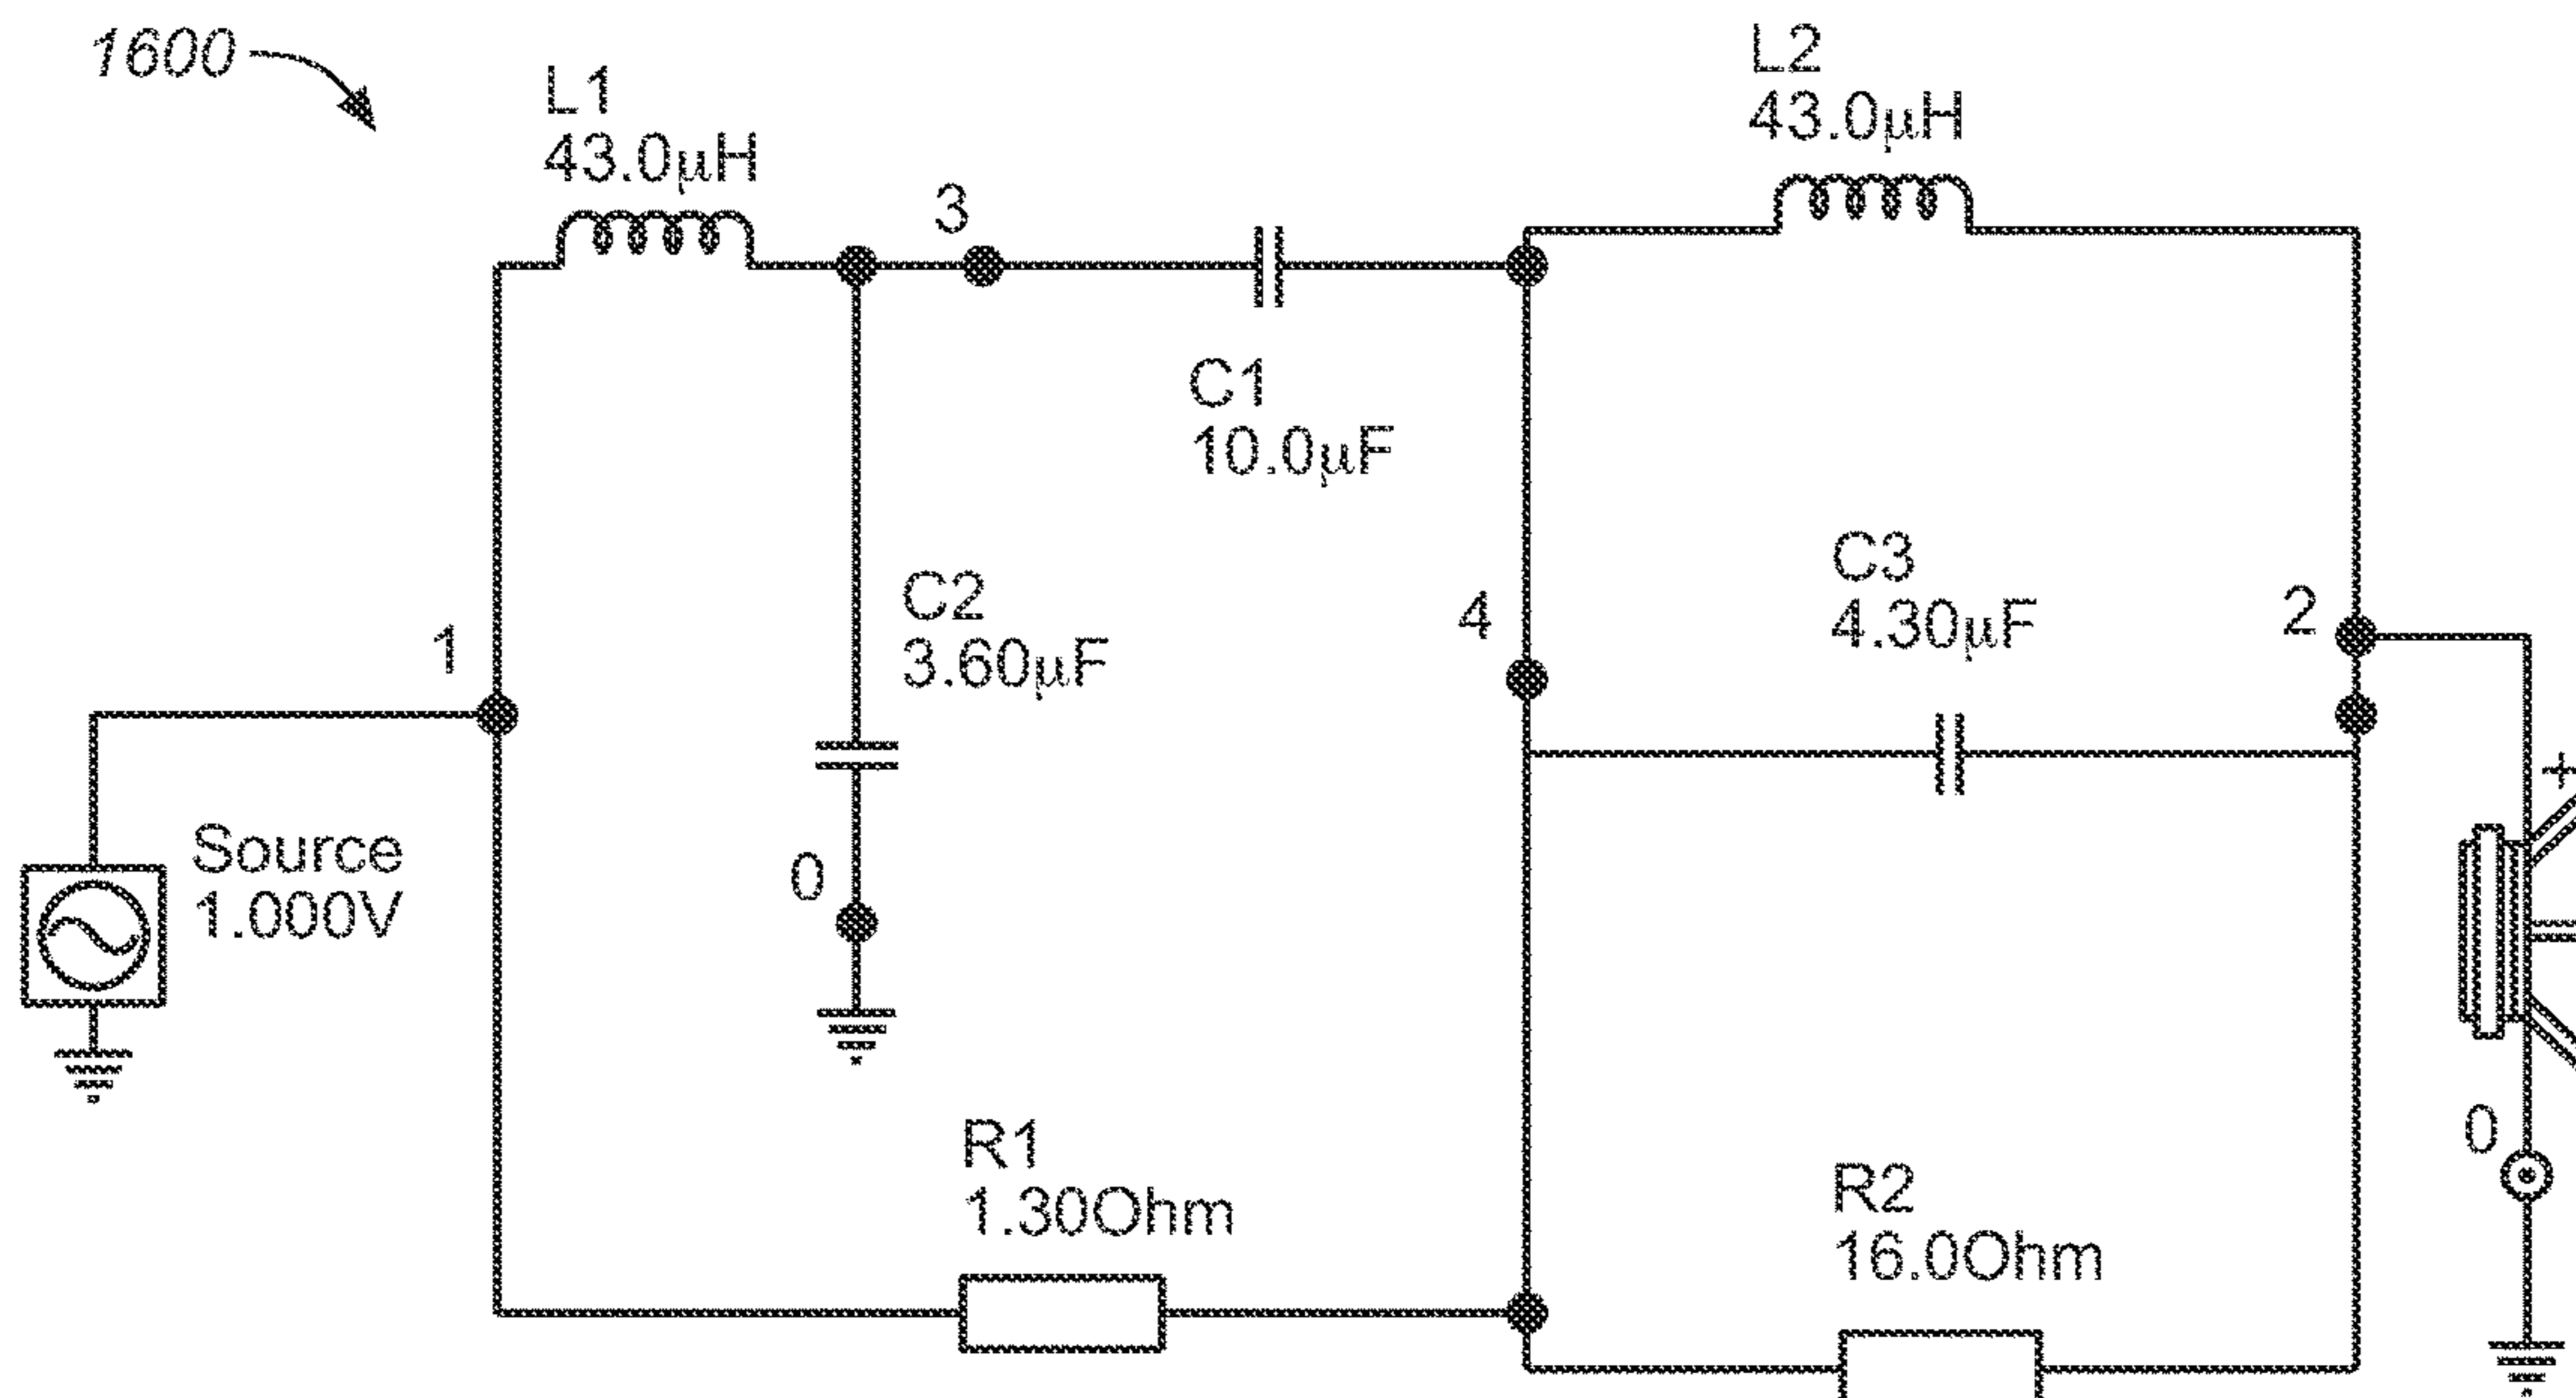 1600
L1
43.0µH
L2
43.0µH
3
C1
10.0µF
C2
3.60µF
C3
4.30µF
4
2
1
+
Source
1.000V
0
R1
1.30Ohm
0
R2
16.0Ohm